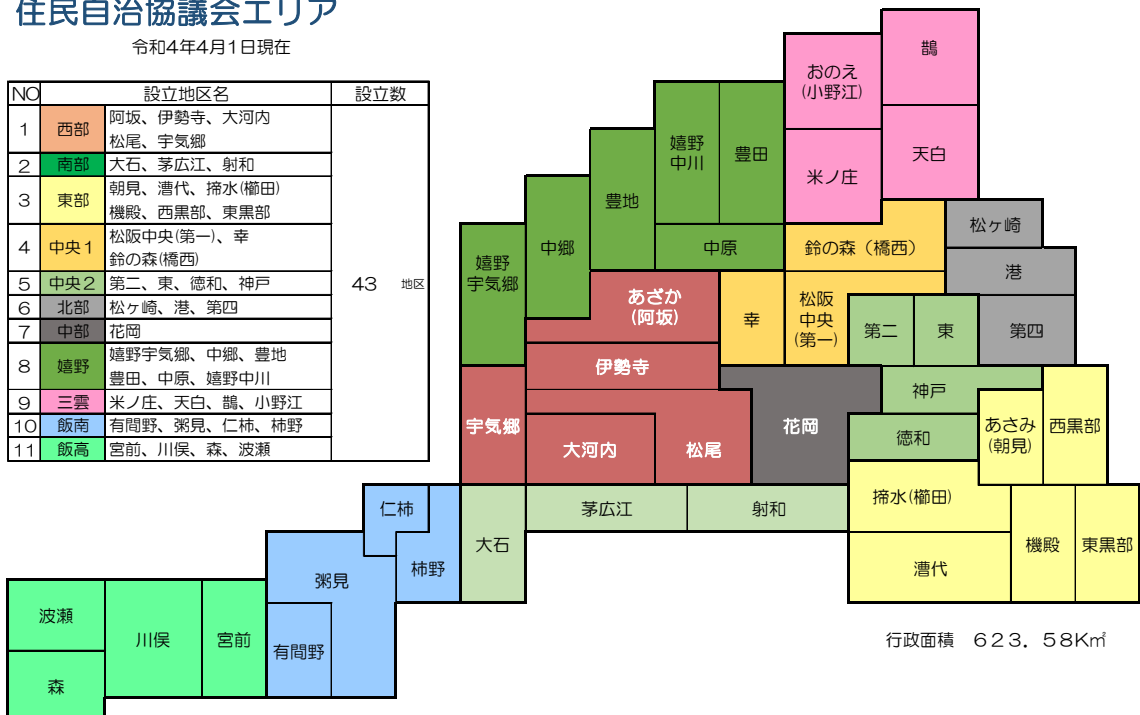 住民自治協議会エリア
令和4年4月1日現在
NO 設立地区名 設立数
1 西部 阿坂、伊勢寺、大河内
松尾、宇気郷
2 南部 大石、茅広江、射和
3 東部 朝見、漕代、揥水(櫛田)
機殿、西黒部、東黒部
4 中央1 松阪中央(第一)、幸
鈴の森(橋西)
5 中央2 第二、東、徳和、神戸
6 北部 松ヶ崎、港、第四
7 中部 花岡
8 嬉野 嬉野宇気郷、中郷、豊地
豊田、中原、嬉野中川
9 三雲 米ノ庄、天白、鵲、小野江
10 飯南 有間野、粥見、仁柿、柿野
11 飯高 宮前、川俣、森、波瀬
43 地区
鵲
おのえ
(小野江)
天白
米ノ庄
嬉野
中川
豊田
豊地
中郷
中原
嬉野
宇気郷
鈴の森（橋西）
松ヶ崎
港
あざか
(阿坂)
幸
松阪
中央
(第一)
第二
東
第四
伊勢寺
神戸
宇気郷
大河内
松尾
花岡
徳和
あさみ
(朝見)
西黒部
仁柿
柿野
大石
茅広江
射和
揥水(櫛田)
漕代
機殿
東黒部
粥見
有間野
波瀬
川俣
宮前
森
行政面積 623．58K㎡